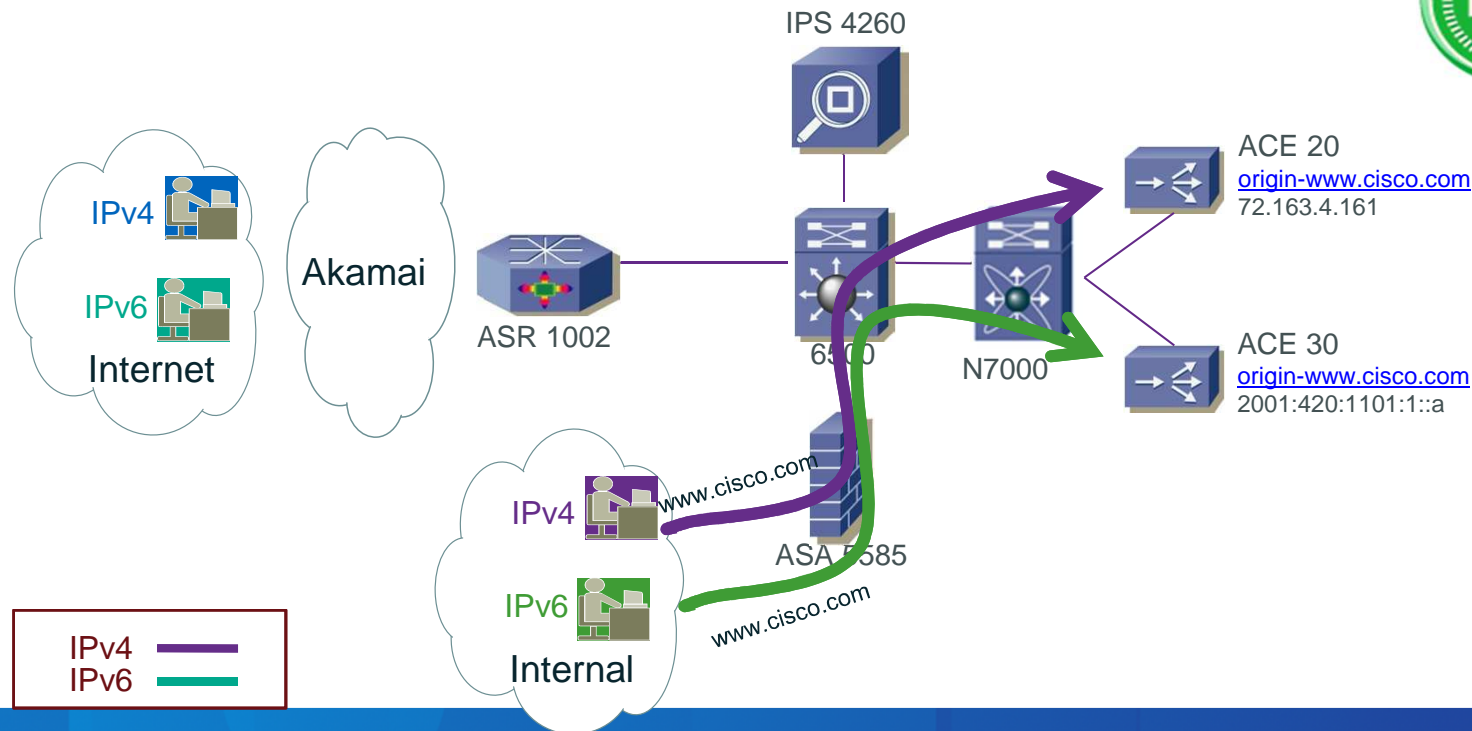 IPS 4260
IPv4
IPv6
Internet
Akamai
ASR 1002
6500
N7000
ACE 20
origin-www.cisco.com
72.163.4.161
ACE 30
origin-www.cisco.com
2001:420:1101:1::a
www.cisco.com
IPv4
ASA 5585
IPv6
www.cisco.com
Internal
IPv4
IPv6